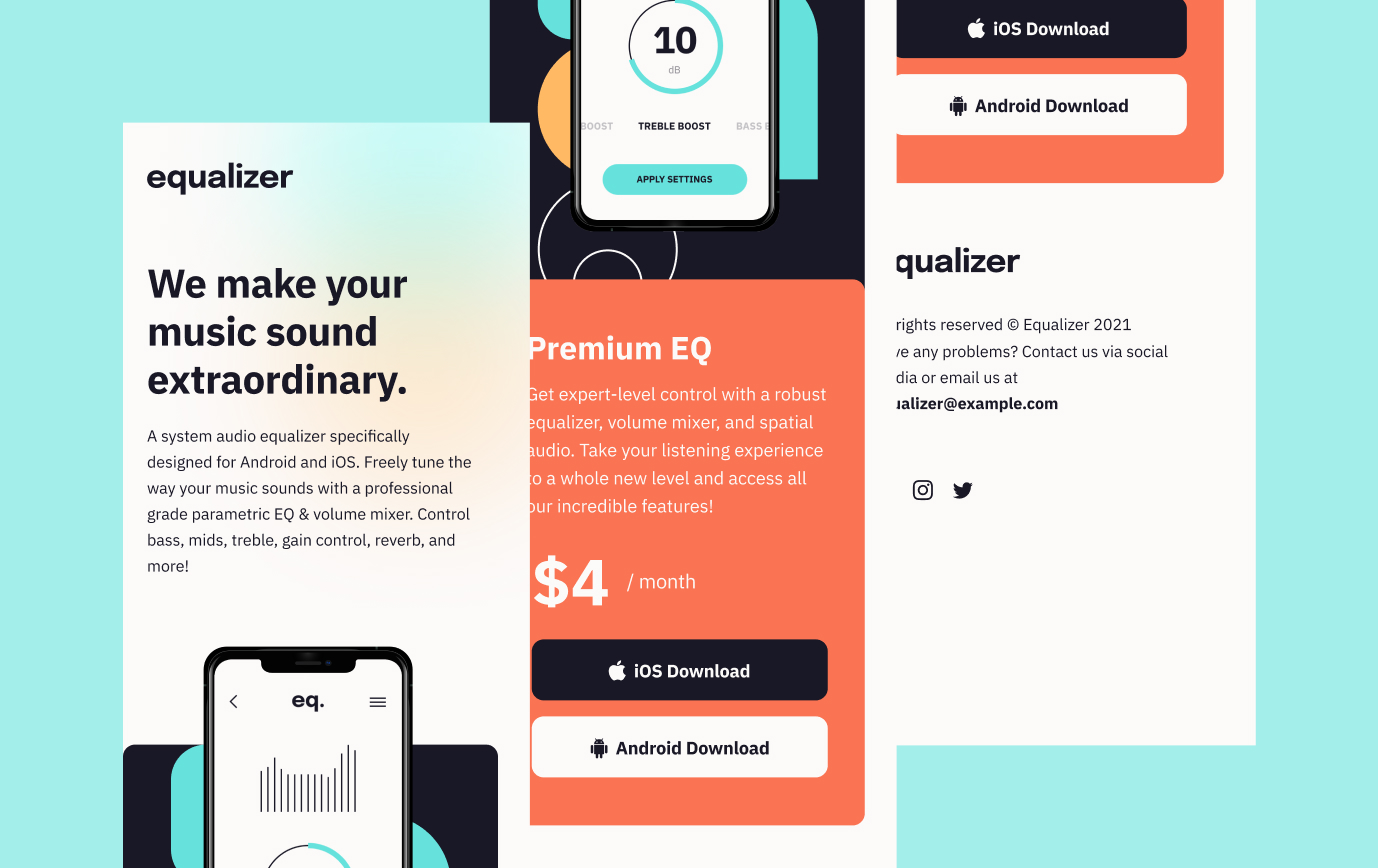 equalizer
We make your
music sound
extraordinary.
A system audio equalizer specifically
designed for Android and iOS. Freely tune the
way your music sounds with a professional
grade parametric EQ & volume mixer. Control
bass, mids, treble, gain control, reverb, and
more!
eq.
10
dB
BOOST TREBLE BOOST BASS
APPLY SETTINGS
Premium EQ
Get expert-level control with a robust
equalizer, volume mixer, and spatial
audio. Take your listening experience
to a whole new level and access all
our incredible features!
$4 / month
iOS Download
Android Download
iOS Download
Android Download
qualizer
rights reserved © Equalizer 2021
ve any problems? Contact us via social
dia or email us at
ualizer@example.com